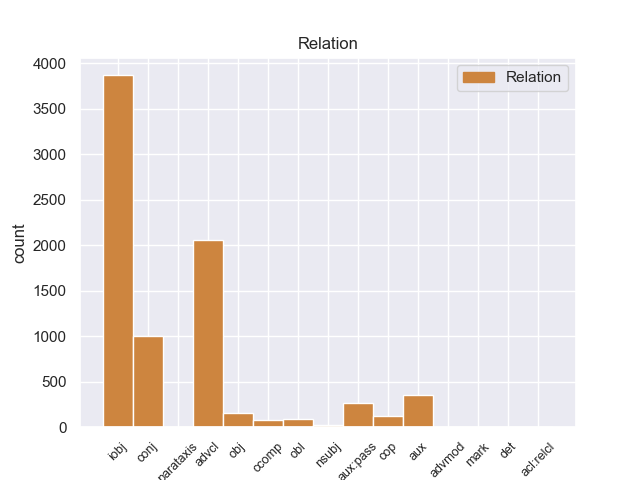 Relation
Relation
count
4000
3500
3000
2500
2000
1500
1000
500
0
iobj
conj
parataxis
advcl
obj
ccomp
obl
nsubj
aux:pass
cop
aux
advmod
mark
det
acl:relcl